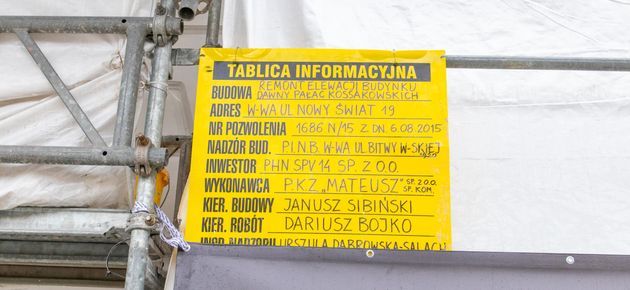 TABLICA INFORMACYJNA
BUDOWA REMONT ELEWACJI BUDYNKU
DAWNY PAŁAC KOSSAKOWSKICH
ADRES W-WA UL NOWY ŚWIAT 19
NR POZWOLENIA 1686 N/15 Z DN. 6.08.2015
NADZÓR BUD. P.I.N.B. W-WA UL BITWY W-SKIEJ
INWESTOR PHN SPV 14 SP. Z O.O.
WYKONAWCA P.K.Z. „MATEUSZ" SP. Z O.O. SP. KOM.
KIER. BUDOWY JANUSZ SIBIŃSKI
KIER. ROBÓT DARIUSZ BOJKO
INSP. NADZORU URSZULA DĄBROWSKA-SAŁACH